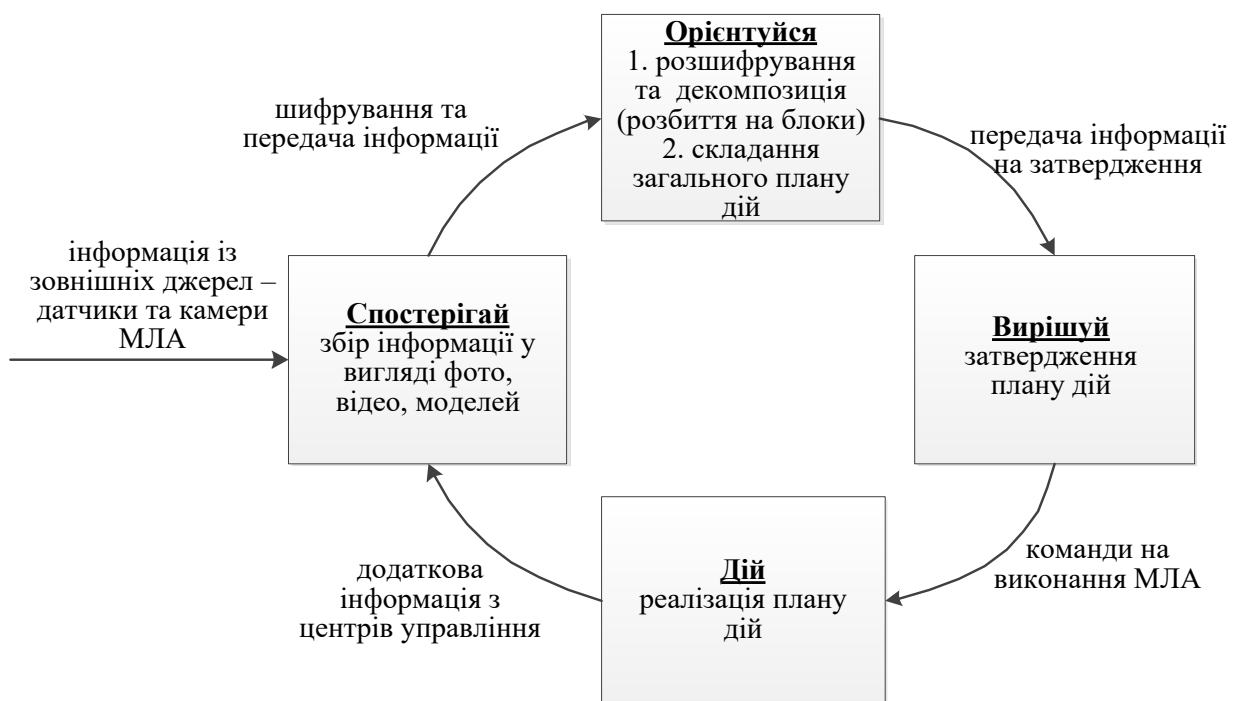 Орієнтуйся
1. розшифрування
та декомпозиція
(розбиття на блоки)
2. складання
загального плану
дій
шифрування та
передача інформації
передача інформації
на затвердження
інформація із
зовнішніх джерел –
датчики та камери
МЛА
Спостерігай
збір інформації у
вигляді фото,
відео, моделей
Вирішуй
затвердження
плану дій
додаткова
інформація з
центрів управління
Дій
реалізація плану
дій
команди на
виконання МЛА